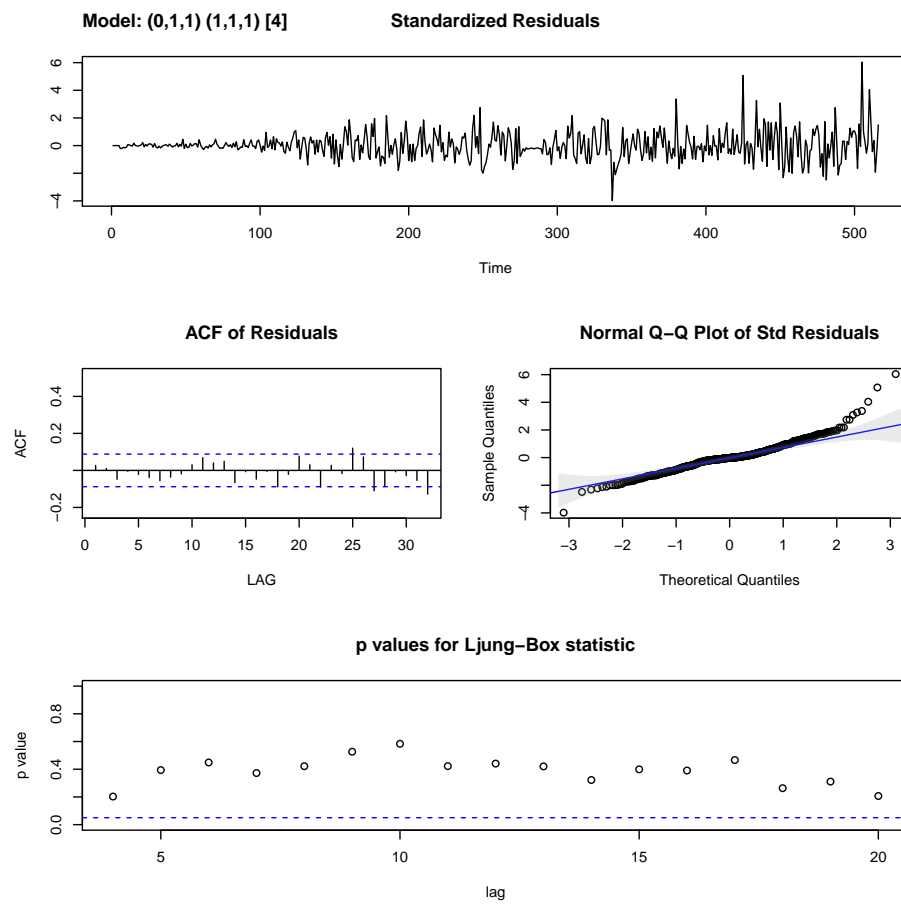 Model: (0,1,1) (1,1,1) [4] Standardized Residuals
6
4
2
0
−4
0 100 200 300 400 500
Time
ACF of Residuals
ACF
0.4
0.2
−0.2
0 5 10 15 20 25 30
LAG
Normal Q−Q Plot of Std Residuals
Sample Quantiles
6
4
2
0
−4
−3 −2 −1 0 1 2 3
Theoretical Quantiles
p values for Ljung−Box statistic
p value
0.8
0.4
0.0
5 10 15 20
lag